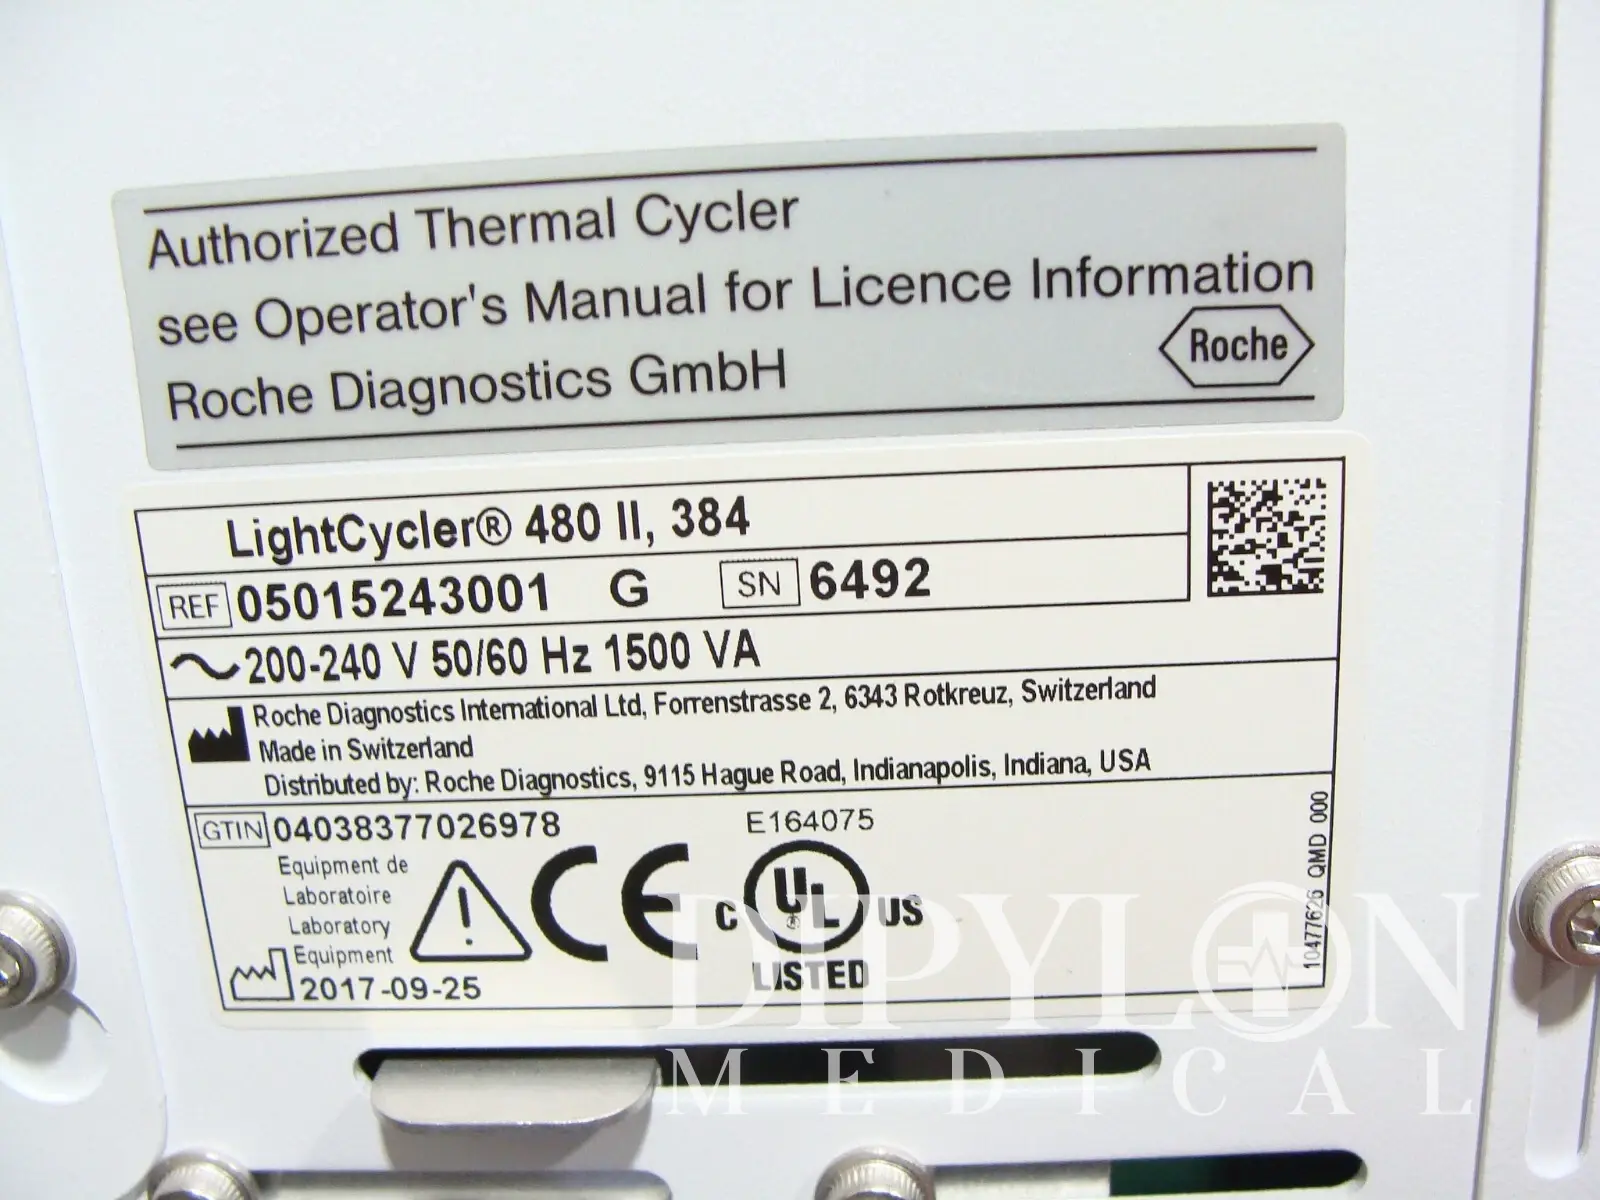 Authorized Thermal Cycler
see Operator's Manual for Licence Information
Roche Diagnostics GmbH
Roche
LightCycler® 480 II, 384
REF 05015243001 G SN 6492
200-240 V 50/60 Hz 1500 VA
Roche Diagnostics International Ltd, Forrenstrasse 2, 6343 Rotkreuz, Switzerland
Made in Switzerland
Distributed by: Roche Diagnostics, 9115 Hague Road, Indianapolis, Indiana, USA
GTIN 04038377026978
E164075
Equipment de
Laboratoire
Laboratory
Equipment
2017-09-25
CE
C UL® US
LISTED
10477626 QMD 000
DIPYLON
MEDICAL